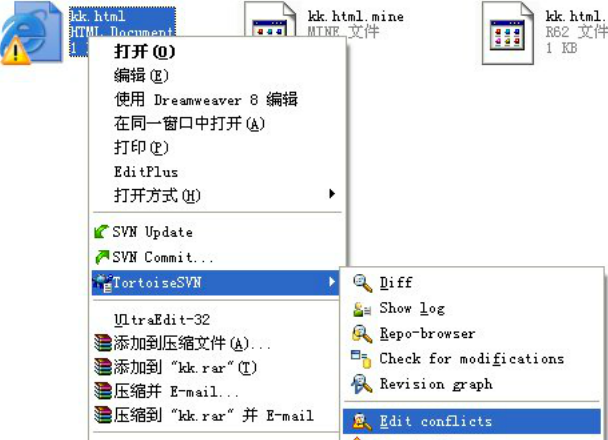 kk.html
HTML Document
1 K
kk.html.mine
MINE 文件
kk.html.
R62 文件
1 KB
打开(O)
编辑(E)
使用 Dreamweaver 8 编辑
在同一窗口中打开(A)
打印(P)
EditPlus
打开方式(H)
SVN Update
SVN Commit...
TortoiseSVN
UltraEdit-32
添加到压缩文件(A)...
添加到 "kk.rar"(T)
压缩并 E-mail...
压缩到 "kk.rar" 并 E-mail
Diff
Show log
Repo-browser
Check for modifications
Revision graph
Edit conflicts